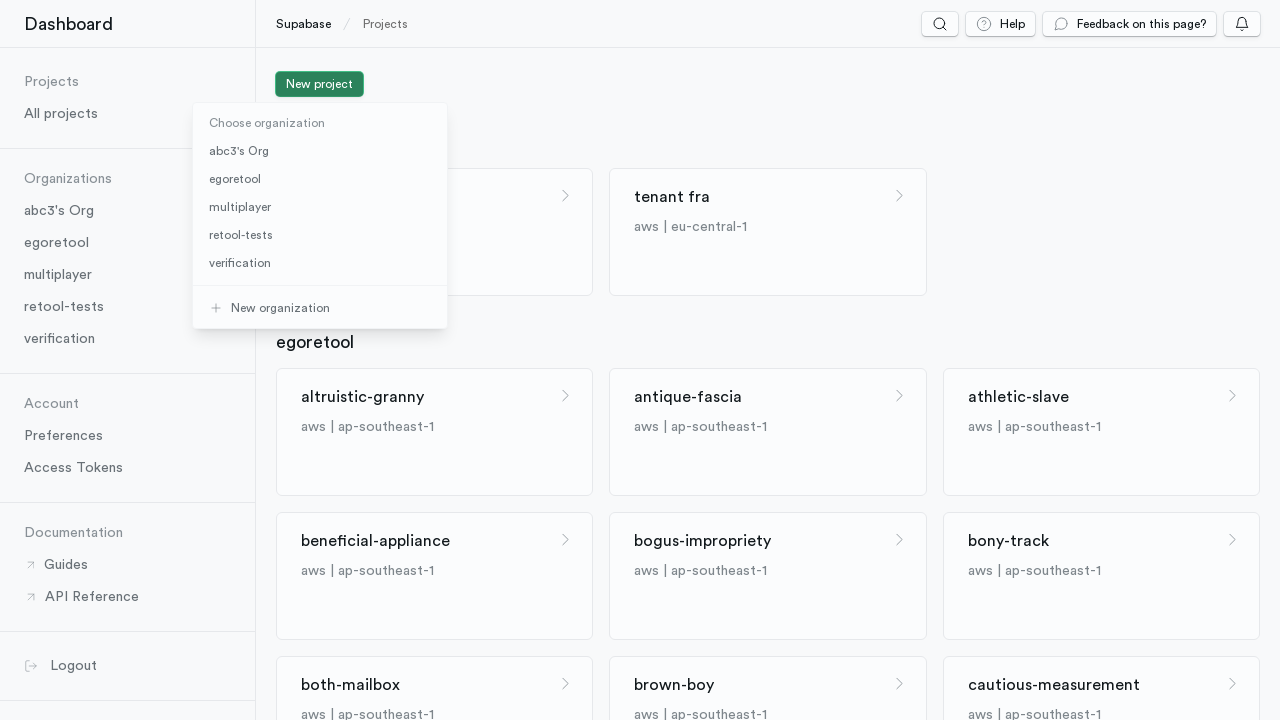 Dashboard
Supabase / Projects
Help
Feedback on this page?
Projects
All projects
Organizations
abc3's Org
egoretool
multiplayer
retool-tests
verification
Account
Preferences
Access Tokens
Documentation
Guides
API Reference
Logout
New project
Choose organization
abc3's Org
egoretool
multiplayer
retool-tests
verification
New organization
tenant fra
aws | eu-central-1
egoretool
altruistic-granny
aws | ap-southeast-1
antique-fascia
aws | ap-southeast-1
athletic-slave
aws | ap-southeast-1
beneficial-appliance
aws | ap-southeast-1
bogus-impropriety
aws | ap-southeast-1
bony-track
aws | ap-southeast-1
both-mailbox
aws | ap-southeast-1
brown-boy
aws | ap-southeast-1
cautious-measurement
aws | ap-southeast-1